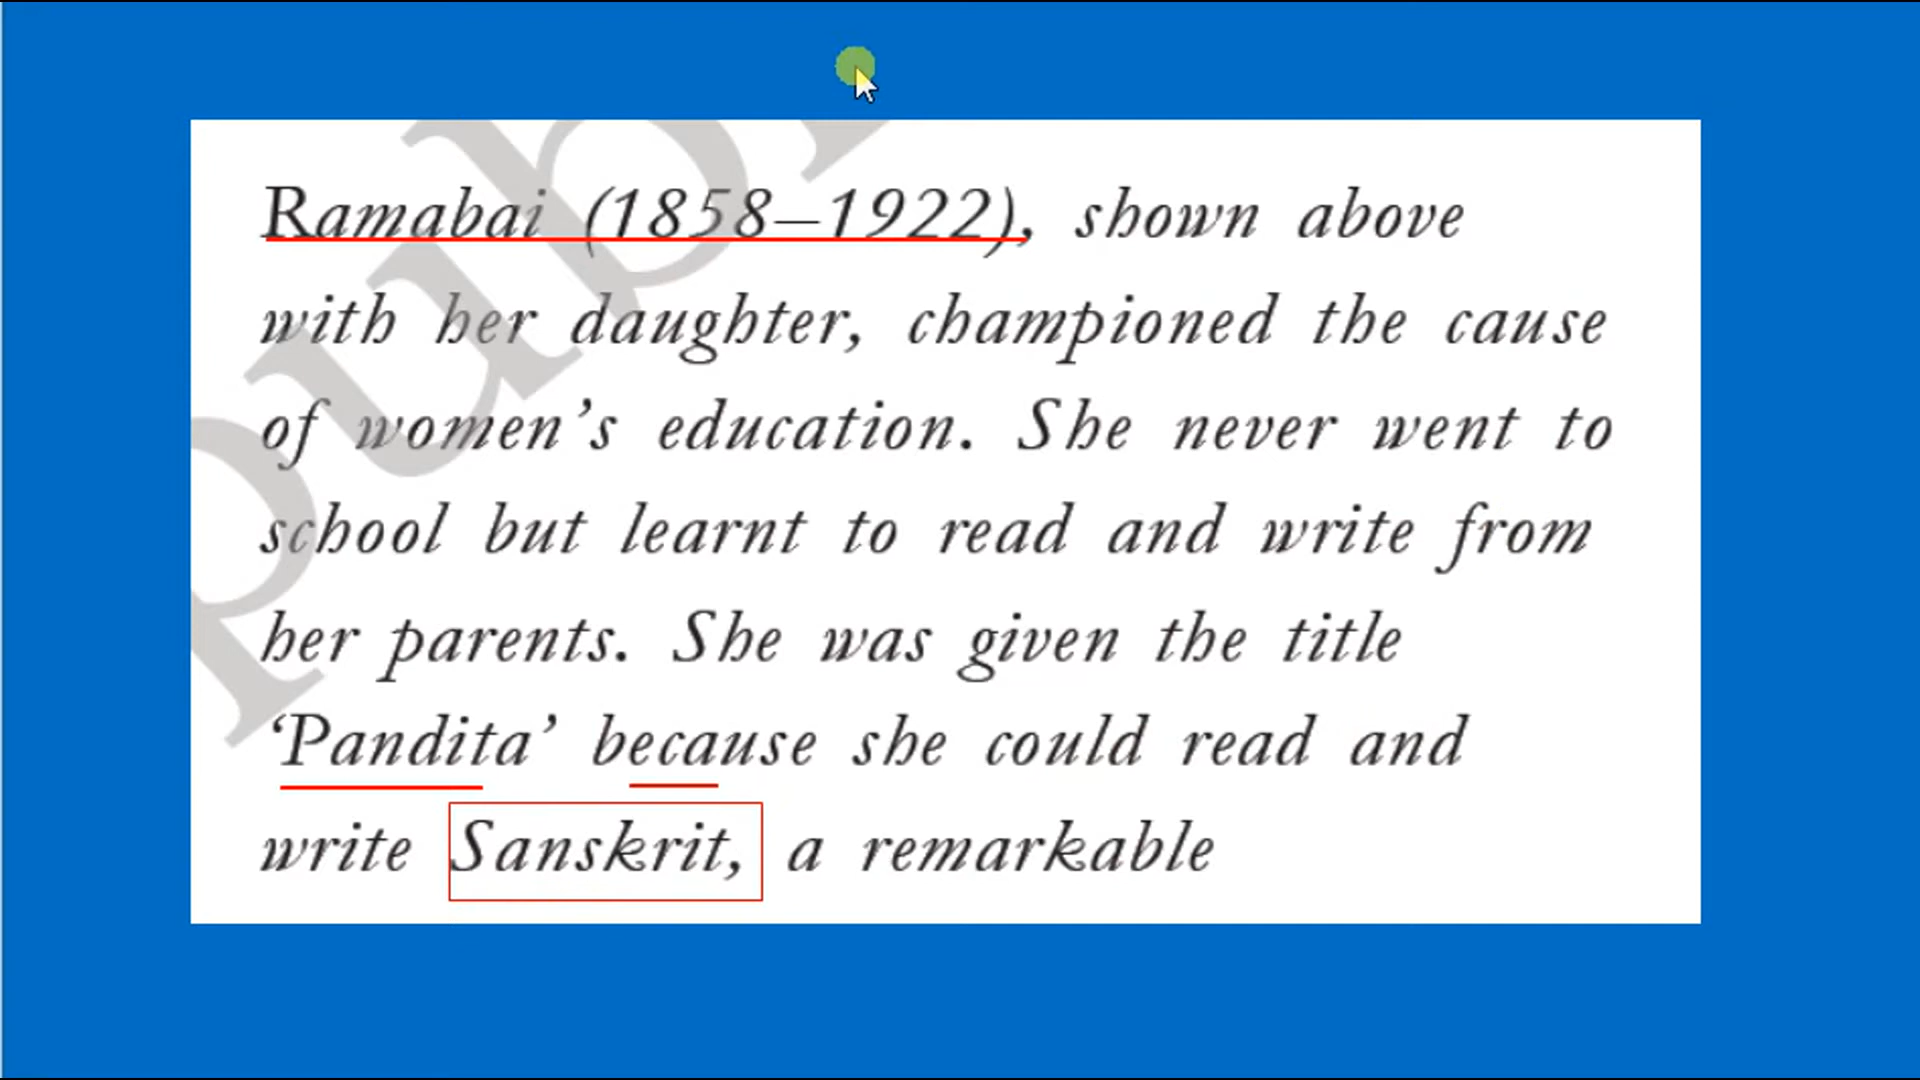 Ramabai (1858–1922), shown above
with her daughter, championed the cause
of women’s education. She never went to
school but learnt to read and write from
her parents. She was given the title
‘Pandita’ because she could read and
write Sanskrit, a remarkable